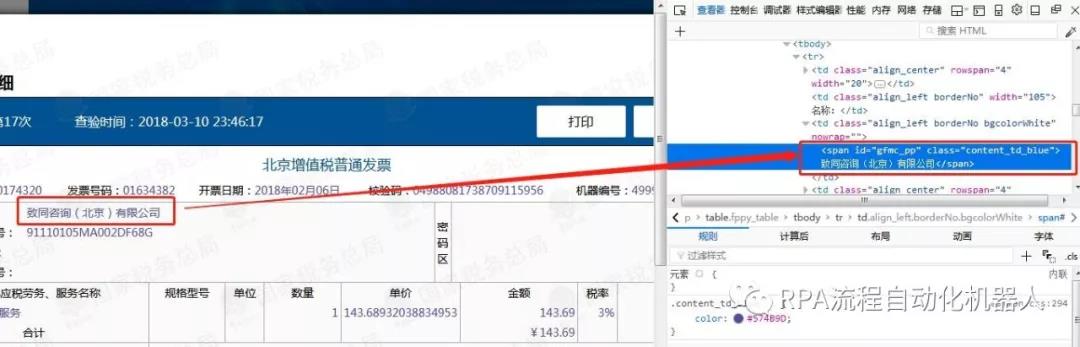 查看器 控制台 调试器 样式编辑器 性能 内存 网络 存储
搜索 HTML
<tbody>
<tr>
<td class="align_center" rowspan="4"
width="20">…</td>
<td class="align_left borderNo" width="105">
名称: </td>
<td class="align_left borderNo bgcolorWhite"
nowrap="">
<span id="gfmc_pp" class="content_td_blue">
致同咨询（北京）有限公司</span>
</td>
<td class="align_center" rowspan="4"
p > table.fppy_table > tbody > tr > td.align_left.borderNo.bgcolorWhite > span#
规则 计算后 布局 动画 字体
过滤样式 .cls
元素 { 内联
}
.content_td_
css:294
color: #574B9D;
}
RPA流程自动化机器人
细
第17次 查验时间：2018-03-10 23:46:17 打印
北京增值税普通发票
0174320 发票号码：01634382 开票日期：2018年02月06日 校验码：04988081738709115956 机器编号：4999
致同咨询（北京）有限公司
号： 91110105MA002DF68G
：
号：
密
码
区
应税劳务、服务名称 规格型号 单位 数量 单价 金额 税率
服务 1 143.68932038834953 143.69 3%
合计 ￥143.69
国家税务总局